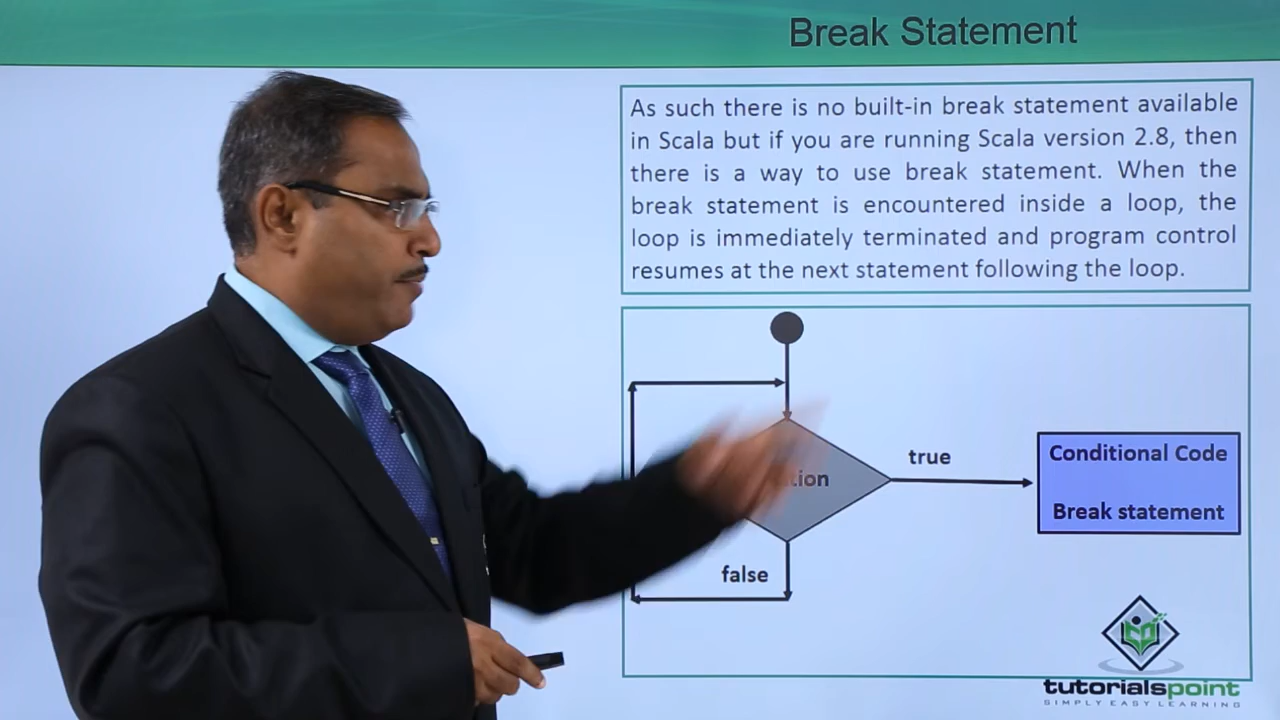 Break Statement
As such there is no built-in break statement available
in Scala but if you are running Scala version 2.8, then
there is a way to use break statement. When the
break statement is encountered inside a loop, the
loop is immediately terminated and program control
resumes at the next statement following the loop.
true
Conditional Code
Break statement
false
tutorialspoint
SIMPLY EASY LEARNING